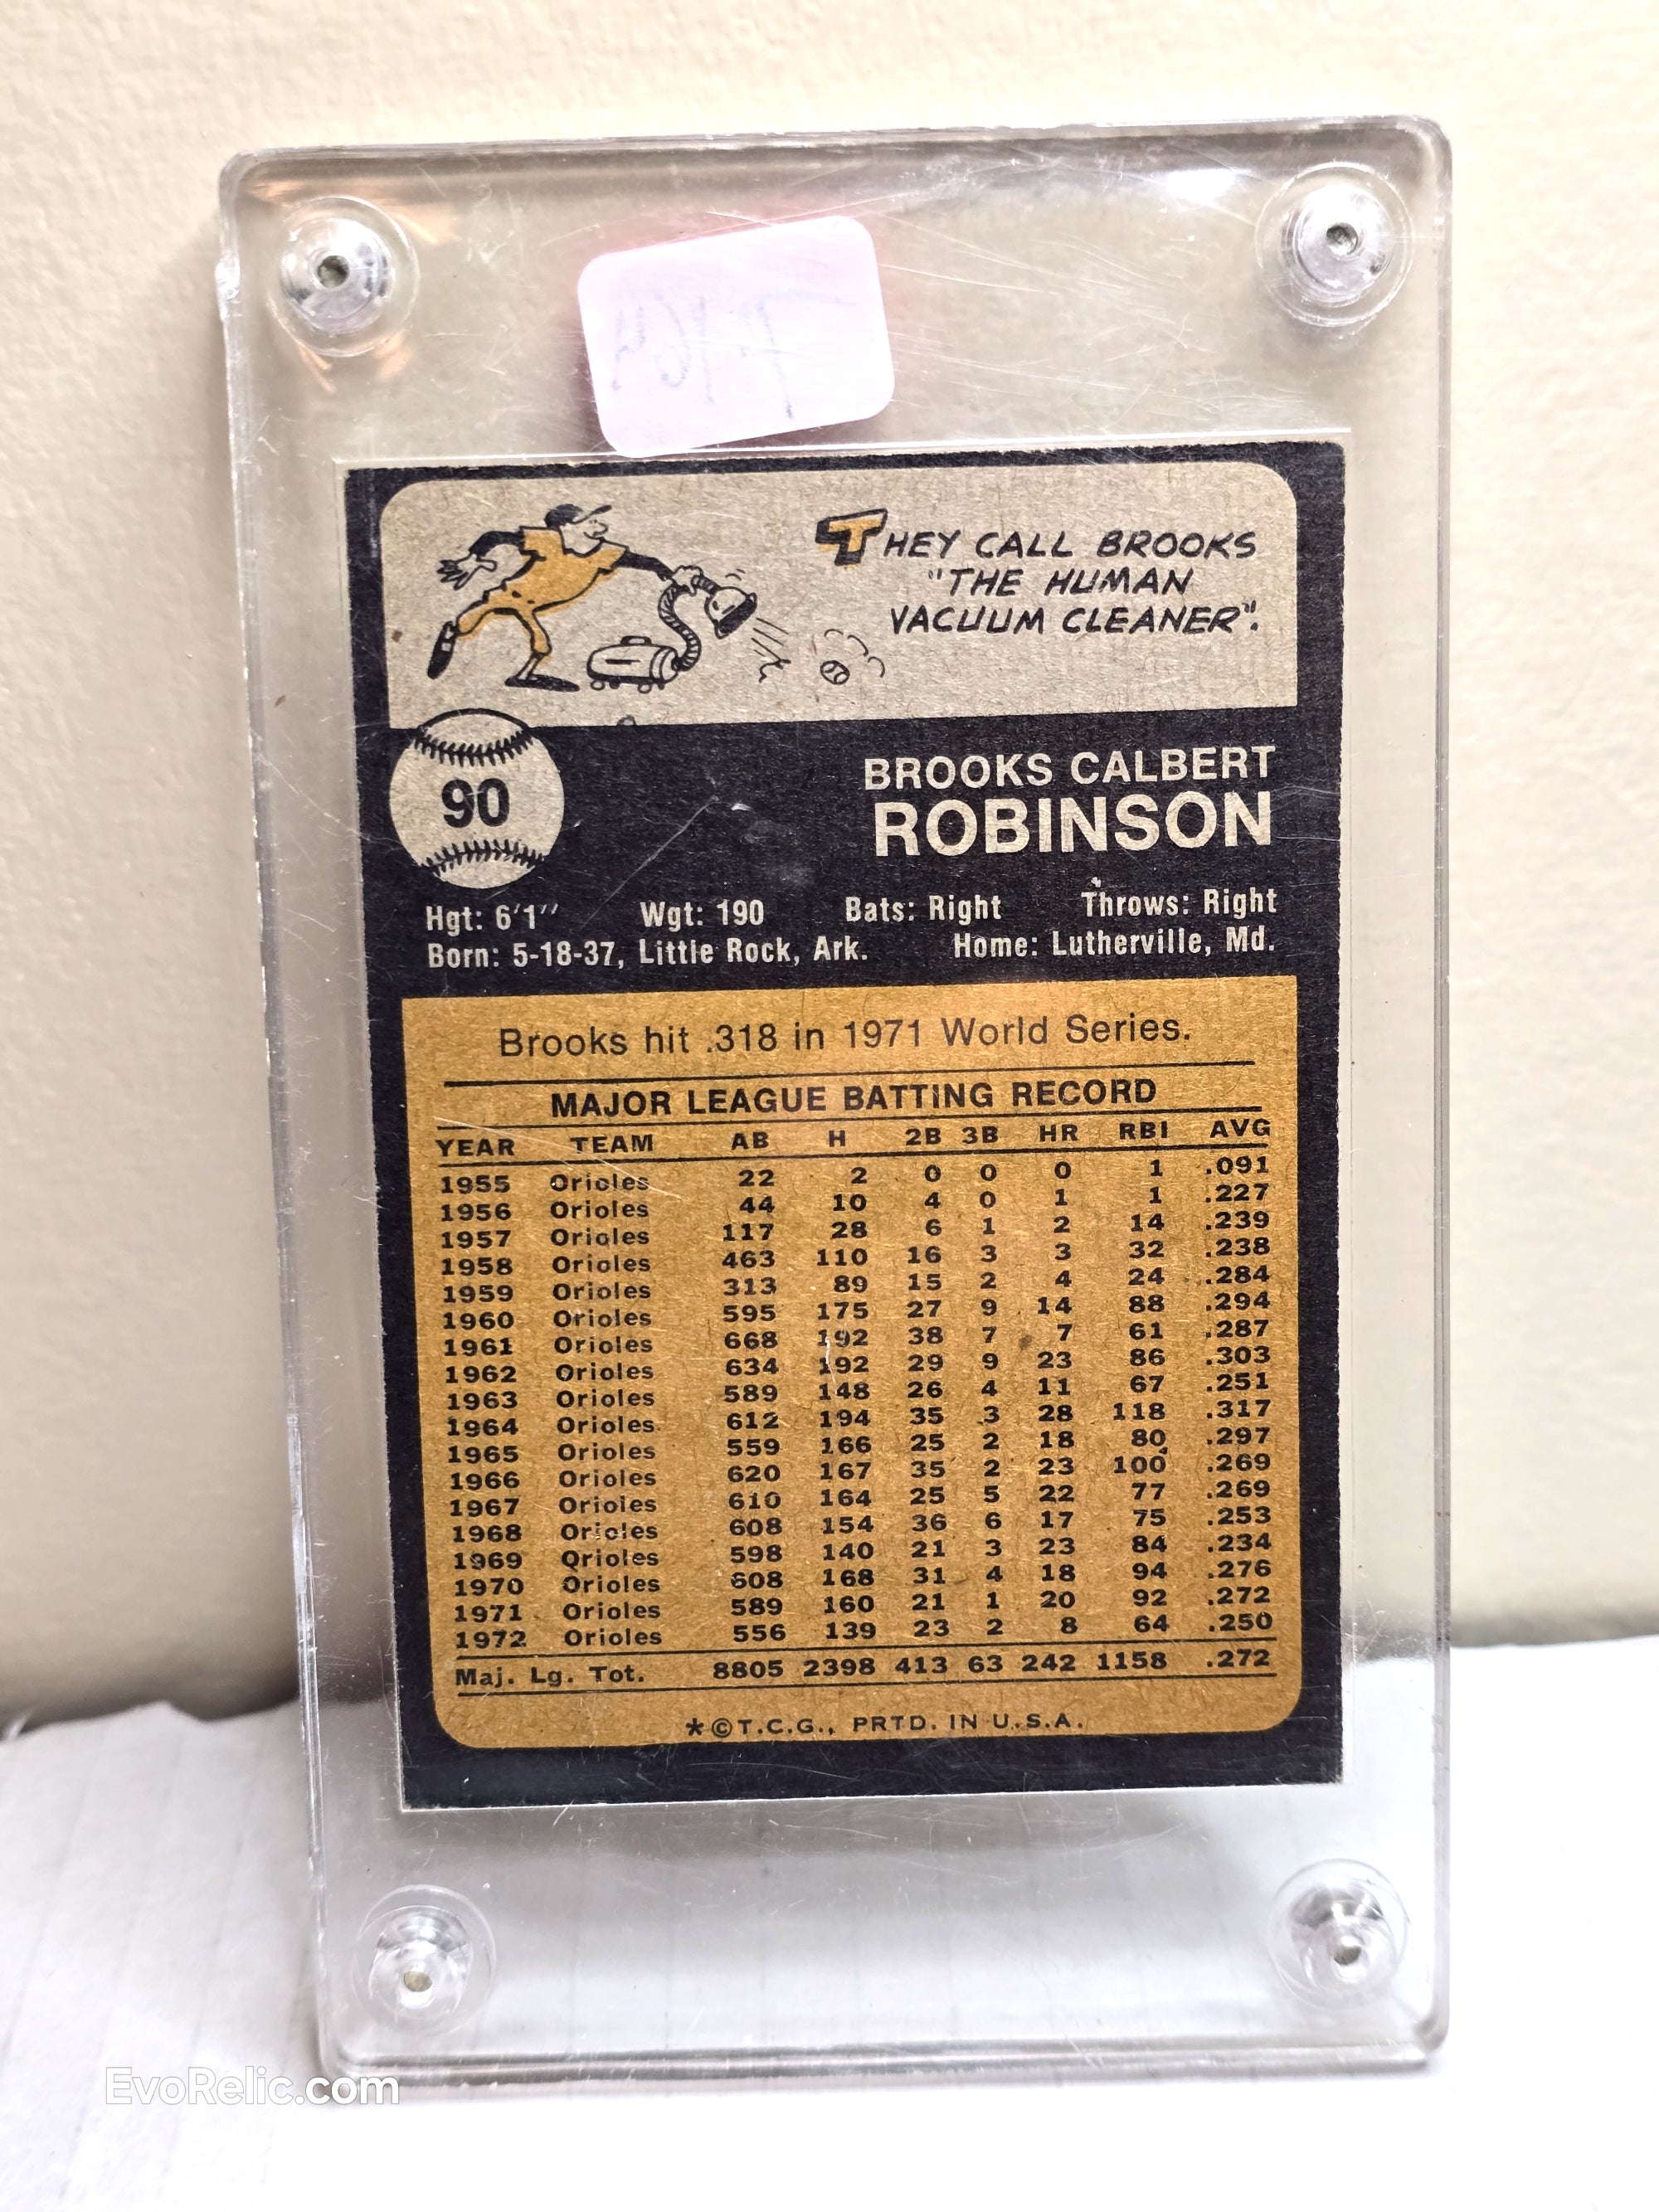 THEY CALL BROOKS
"THE HUMAN
VACUUM CLEANER".
90
BROOKS CALBERT
ROBINSON
Hgt: 6'1" Wgt: 190 Bats: Right Throws: Right
Born: 5-18-37, Little Rock, Ark. Home: Lutherville, Md.
Brooks hit .318 in 1971 World Series.
MAJOR LEAGUE BATTING RECORD
YEAR TEAM AB H 2B 3B HR RBI AVG
1955 Orioles 22 2 0 0 0 1 .091
1956 Orioles 44 10 4 0 1 1 .227
1957 Orioles 117 28 6 1 2 14 .239
1958 Orioles 463 110 16 3 3 32 .238
1959 Orioles 313 89 15 2 4 24 .284
1960 Orioles 595 175 27 9 14 88 .294
1961 Orioles 668 192 38 7 7 61 .287
1962 Orioles 634 192 29 9 23 86 .303
1963 Orioles 589 148 26 4 11 67 .251
1964 Orioles 612 194 35 3 28 118 .317
1965 Orioles 559 166 25 2 18 80 .297
1966 Orioles 620 167 35 2 23 100 .269
1967 Orioles 610 164 25 5 22 77 .269
1968 Orioles 608 154 36 6 17 75 .253
1969 Orioles 598 140 21 3 23 84 .234
1970 Orioles 608 168 31 4 18 94 .276
1971 Orioles 589 160 21 1 20 92 .272
1972 Orioles 556 139 23 2 8 64 .250
Maj. Lg. Tot. 8805 2398 413 63 242 1158 .272
*©T.C.G., PRTD. IN U.S.A.
EvoRelic.com